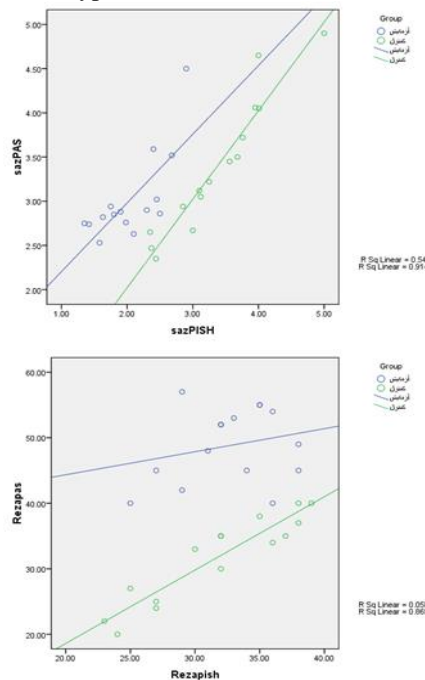 Group
آزمایش
کنترل
آزمایش
کنترل
5.00
4.50
4.00
3.50
3.00
2.50
2.00
sazPAS
1.00
2.00
3.00
4.00
5.00
sazPISH
R Sq Linear = 0.54
R Sq Linear = 0.91
Group
آزمایش
کنترل
آزمایش
کنترل
60.00
50.00
40.00
30.00
20.00
Rezapas
20.00
25.00
30.00
35.00
40.00
Rezapish
R Sq Linear = 0.05
R Sq Linear = 0.86